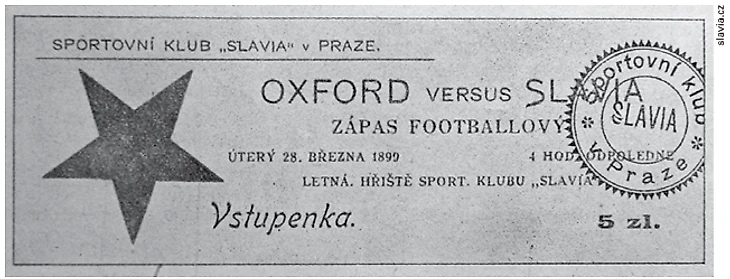 SPORTOVNÍ KLUB „SLAVIA" V PRAZE.
OXFORD VERSUS SLAVIA
ZÁPAS FOOTBALLOVÝ
ÚTERÝ 28. BŘEZNA 1899 4 HOD. ODPOLEDNE
LETNÁ. HŘIŠTĚ SPORT. KLUBU „SLAVIA"
Vstupenka. 5 zl.
Sportovní klub
SLAVIA
* v Praze *
slavia.cz